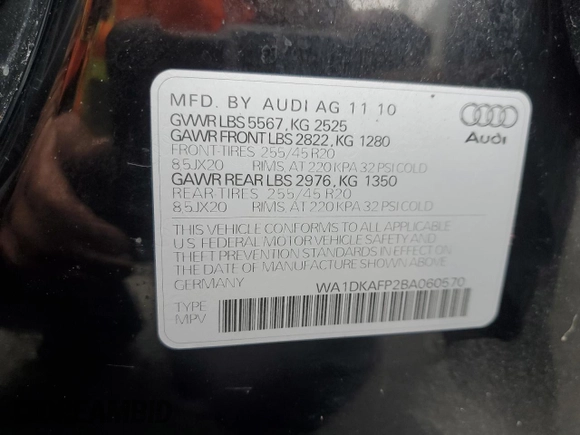 MFD. BY AUDI AG 11 10
GVWR LBS 5567, KG 2525
GAWR FRONT LBS 2822, KG 1280
FRONT-TIRES 255/45 R20
8,5JX20 RIMS, AT 220 KPA 32 PSI COLD
GAWR REAR LBS 2976, KG 1350
REAR-TIRES 255/45 R20
8,5JX20 RIMS, AT 220 KPA 32 PSI COLD
Audi
THIS VEHICLE CONFORMS TO ALL APPLICABLE
U.S. FEDERAL MOTOR VEHICLE SAFETY AND
THEFT PREVENTION STANDARDS IN EFFECT ON
THE DATE OF MANUFACTURE SHOWN ABOVE.
GERMANY WA1DKAFP2BA060570
TYPE
MPV